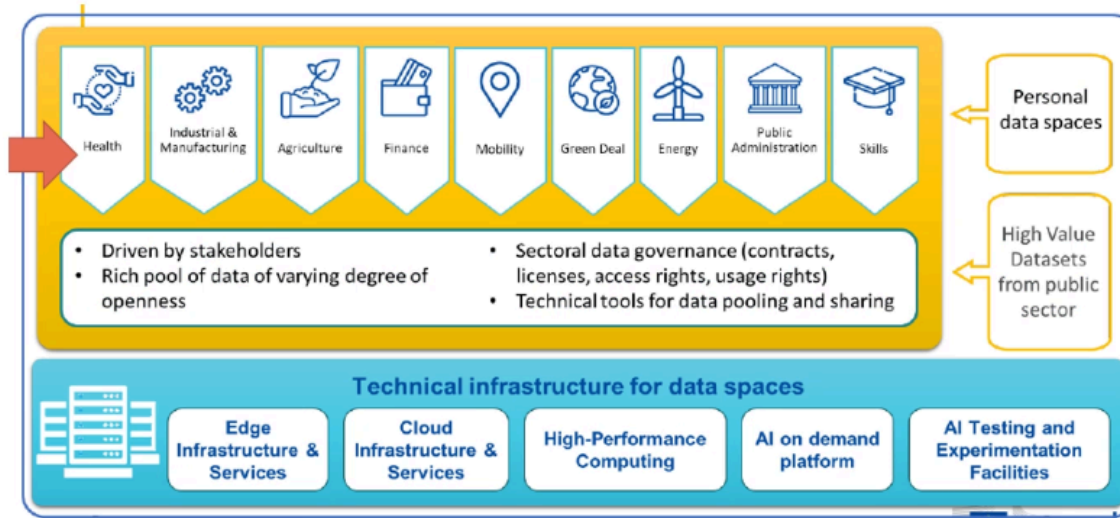 Health
Industrial &
Manufacturing
Agriculture
Finance
Mobility
Green Deal
Energy
Public
Administration
Skills
Personal
data spaces
• Driven by stakeholders
• Rich pool of data of varying degree of
openness
• Sectoral data governance (contracts,
licenses, access rights, usage rights)
• Technical tools for data pooling and sharing
High Value
Datasets
from public
sector
Technical infrastructure for data spaces
Edge
Infrastructure &
Services
Cloud
Infrastructure &
Services
High-Performance
Computing
AI on demand
platform
AI Testing and
Experimentation
Facilities